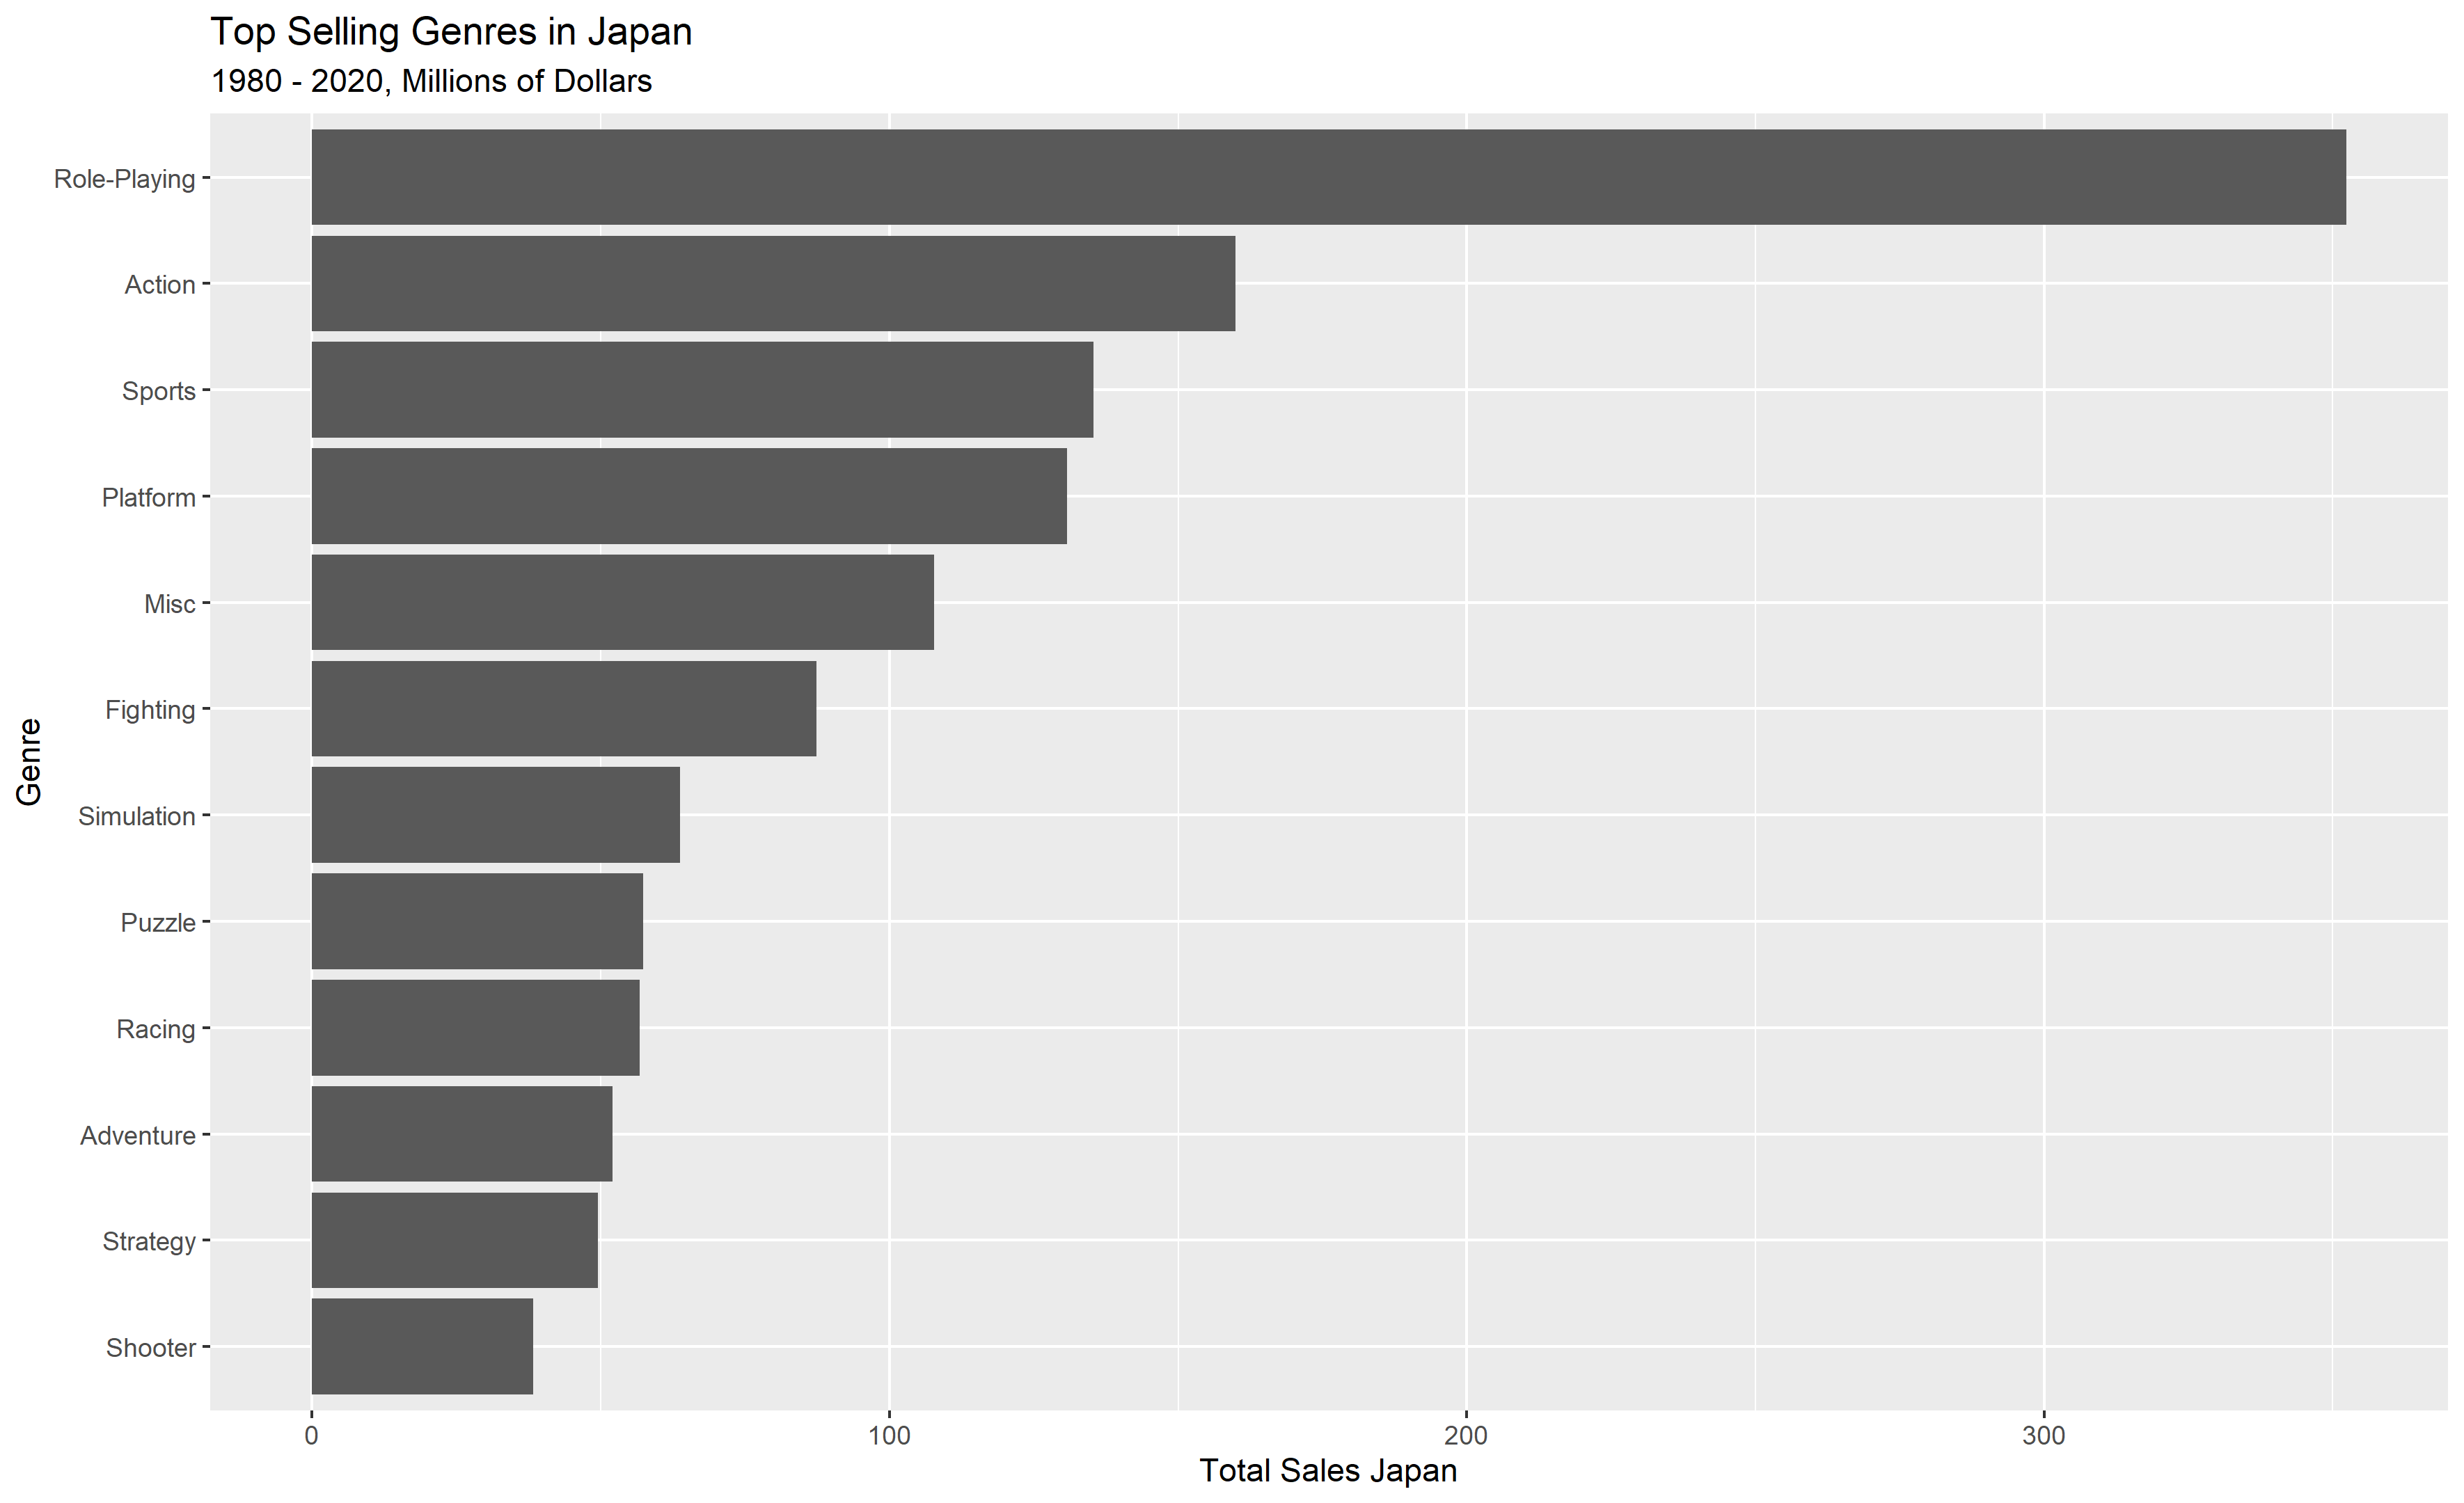 Top Selling Genres in Japan
1980 - 2020, Millions of Dollars
Genre
Role-Playing
Action
Sports
Platform
Misc
Fighting
Simulation
Puzzle
Racing
Adventure
Strategy
Shooter
0 100 200 300
Total Sales Japan